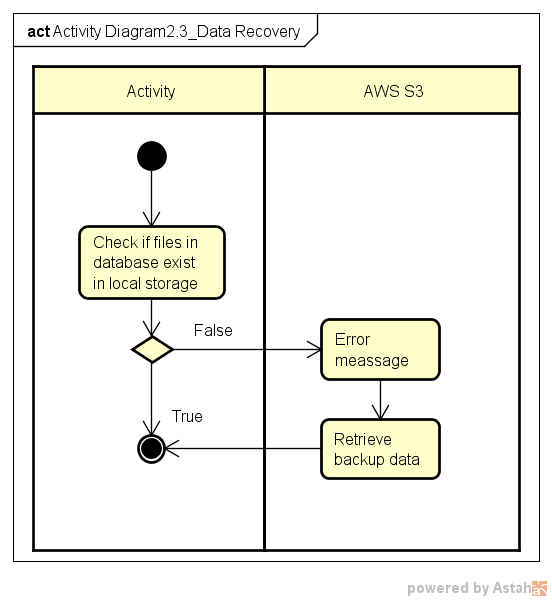 act Activity Diagram2.3_Data Recovery
Activity
AWS S3
Check if files in
database exist
in local storage
False
Error
meassage
True
Retrieve
backup data
powered by Astah